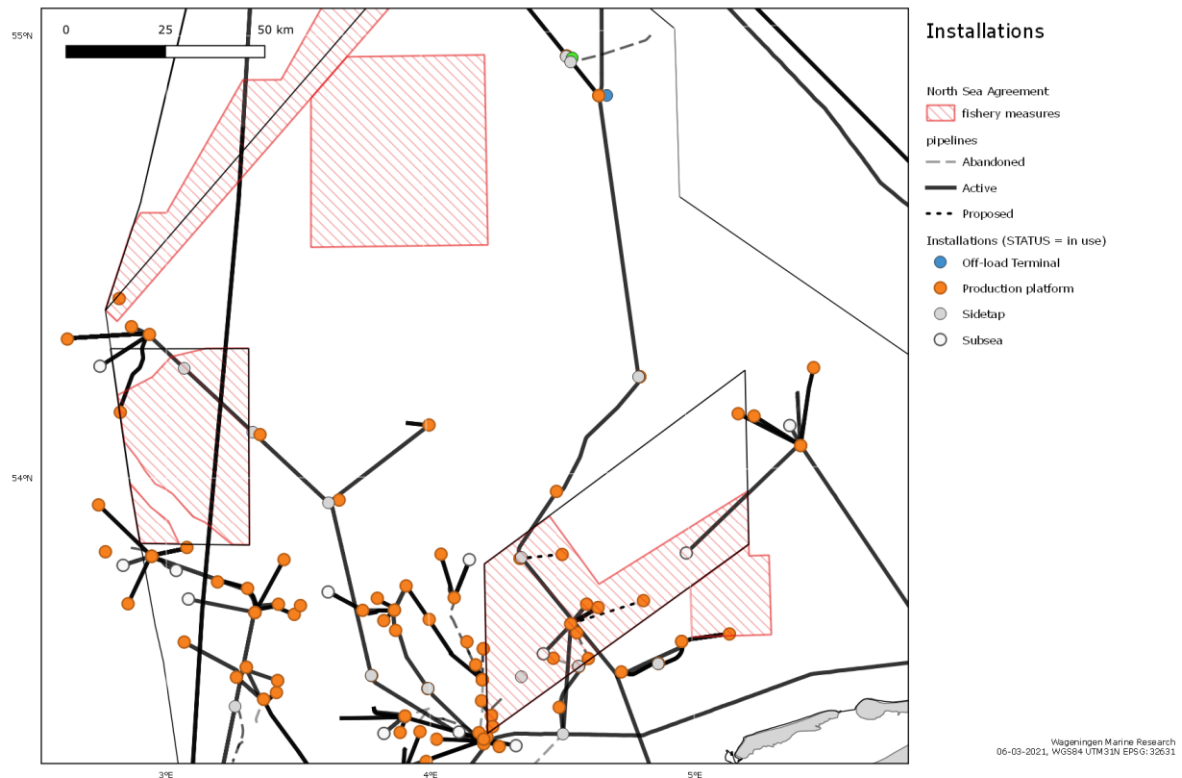 55°N
54°N
0 25 50 km
3°E 4°E 5°E
Installations
North Sea Agreement
fishery measures
pipelines
Abandoned
Active
Proposed
Installations (STATUS = in use)
Off-load Terminal
Production platform
Sidetap
Subsea
Wageningen Marine Research
06-03-2021, WGS84 UTM31N EPSG:32631